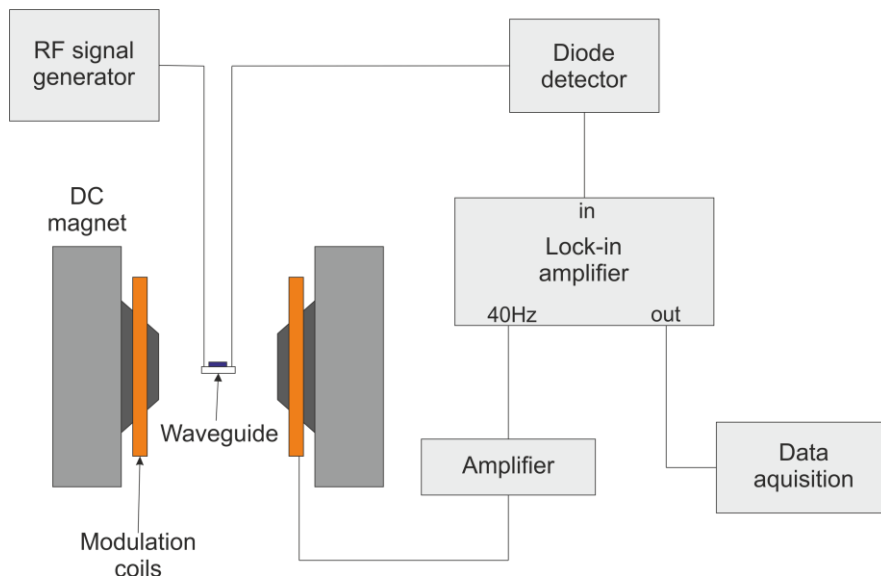 RF signal
generator
Diode
detector
DC
magnet
in
Lock-in
amplifier
40Hz
out
Waveguide
Amplifier
Data
aquisition
Modulation
coils